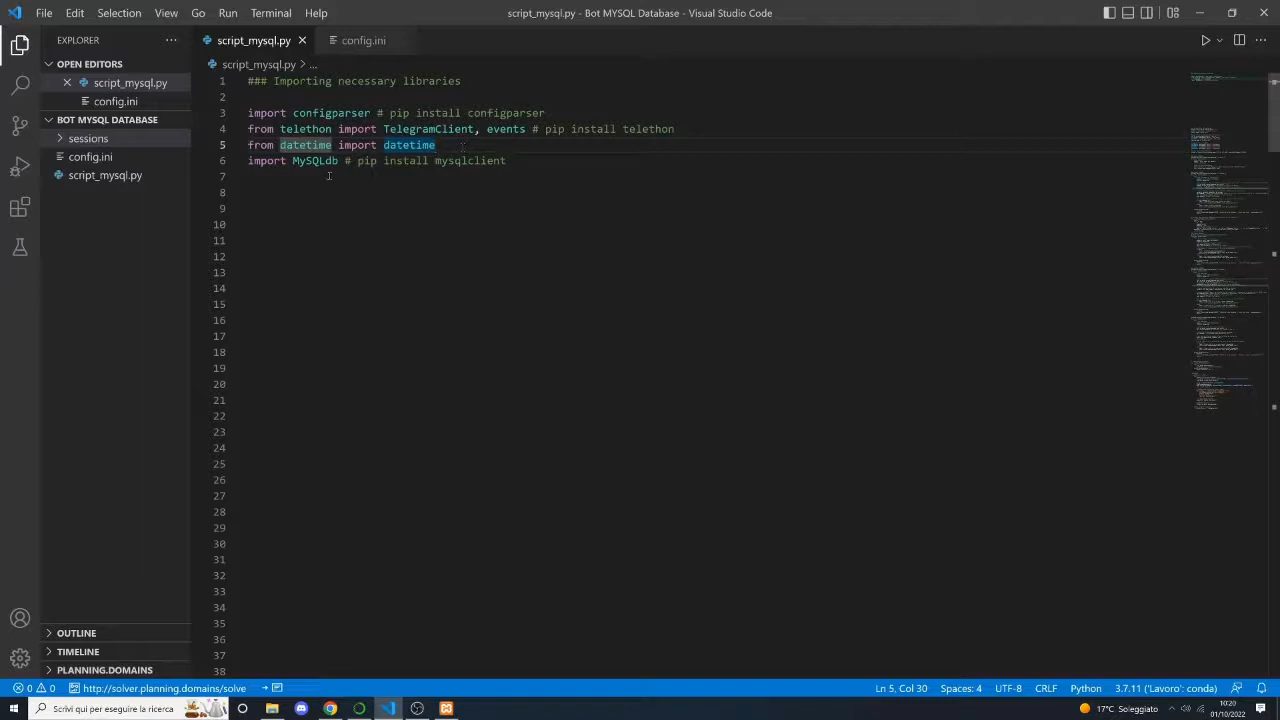 File Edit Selection View Go Run Terminal Help
script_mysql.py - Bot MYSQL Database - Visual Studio Code
EXPLORER
script_mysql.py
config.ini
OPEN EDITORS
script_mysql.py
config.ini
BOT MYSQL DATABASE
sessions
config.ini
script_mysql.py
OUTLINE
TIMELINE
PLANNING.DOMAINS
script_mysql.py > ...
1 ### Importing necessary libraries
2
3 import configparser # pip install configparser
4 from telethon import TelegramClient, events # pip install telethon
5 from datetime import datetime
6 import MySQLdb # pip install mysqlclient
7
8
9
10
11
12
13
14
15
16
17
18
19
20
21
22
23
24
25
26
27
28
29
30
31
32
33
34
35
36
37
38
0 0 http://solver.planning.domains/solve
Ln 5, Col 30 Spaces: 4 UTF-8 CRLF Python 3.7.11 ('Lavoro': conda)
Scrivi qui per eseguire la ricerca
17°C Soleggiato
10:20
01/10/2022